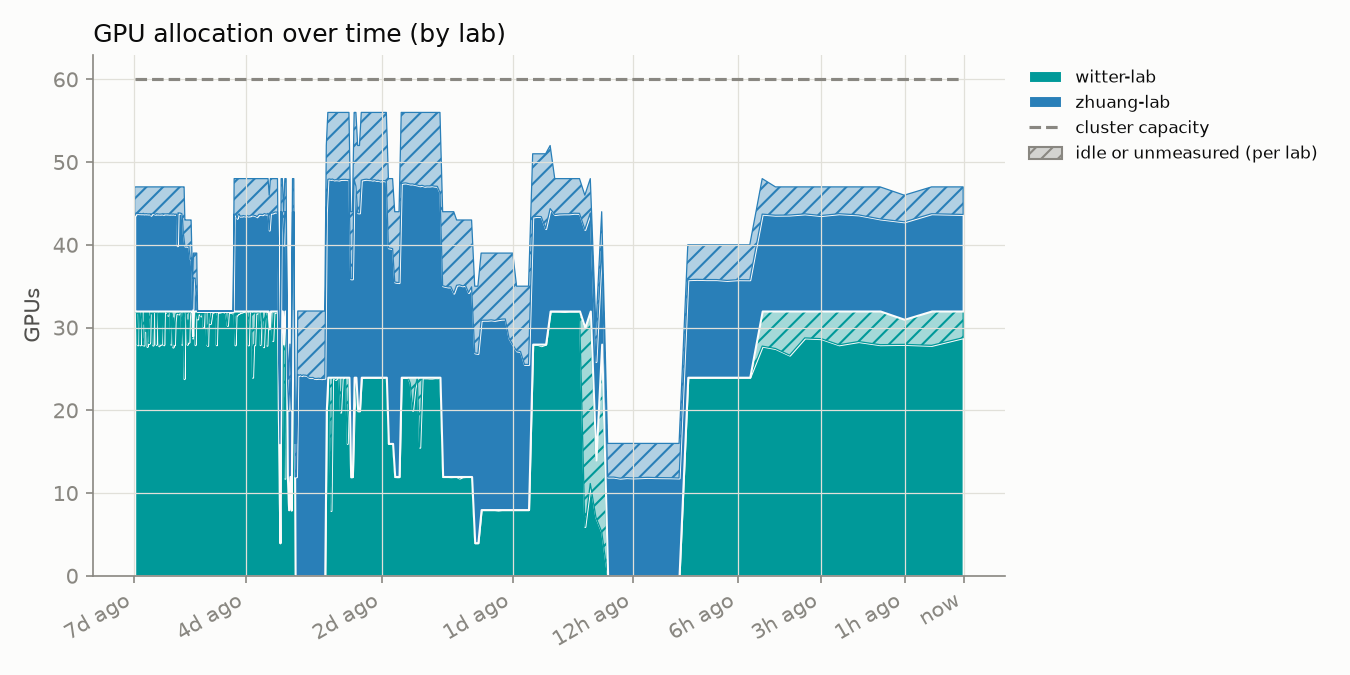 GPU allocation over time (by lab)
60
50
40
30
20
10
0
GPUs
7d ago
4d ago
2d ago
1d ago
12h ago
6h ago
3h ago
1h ago
now
witter-lab
zhuang-lab
cluster capacity
idle or unmeasured (per lab)